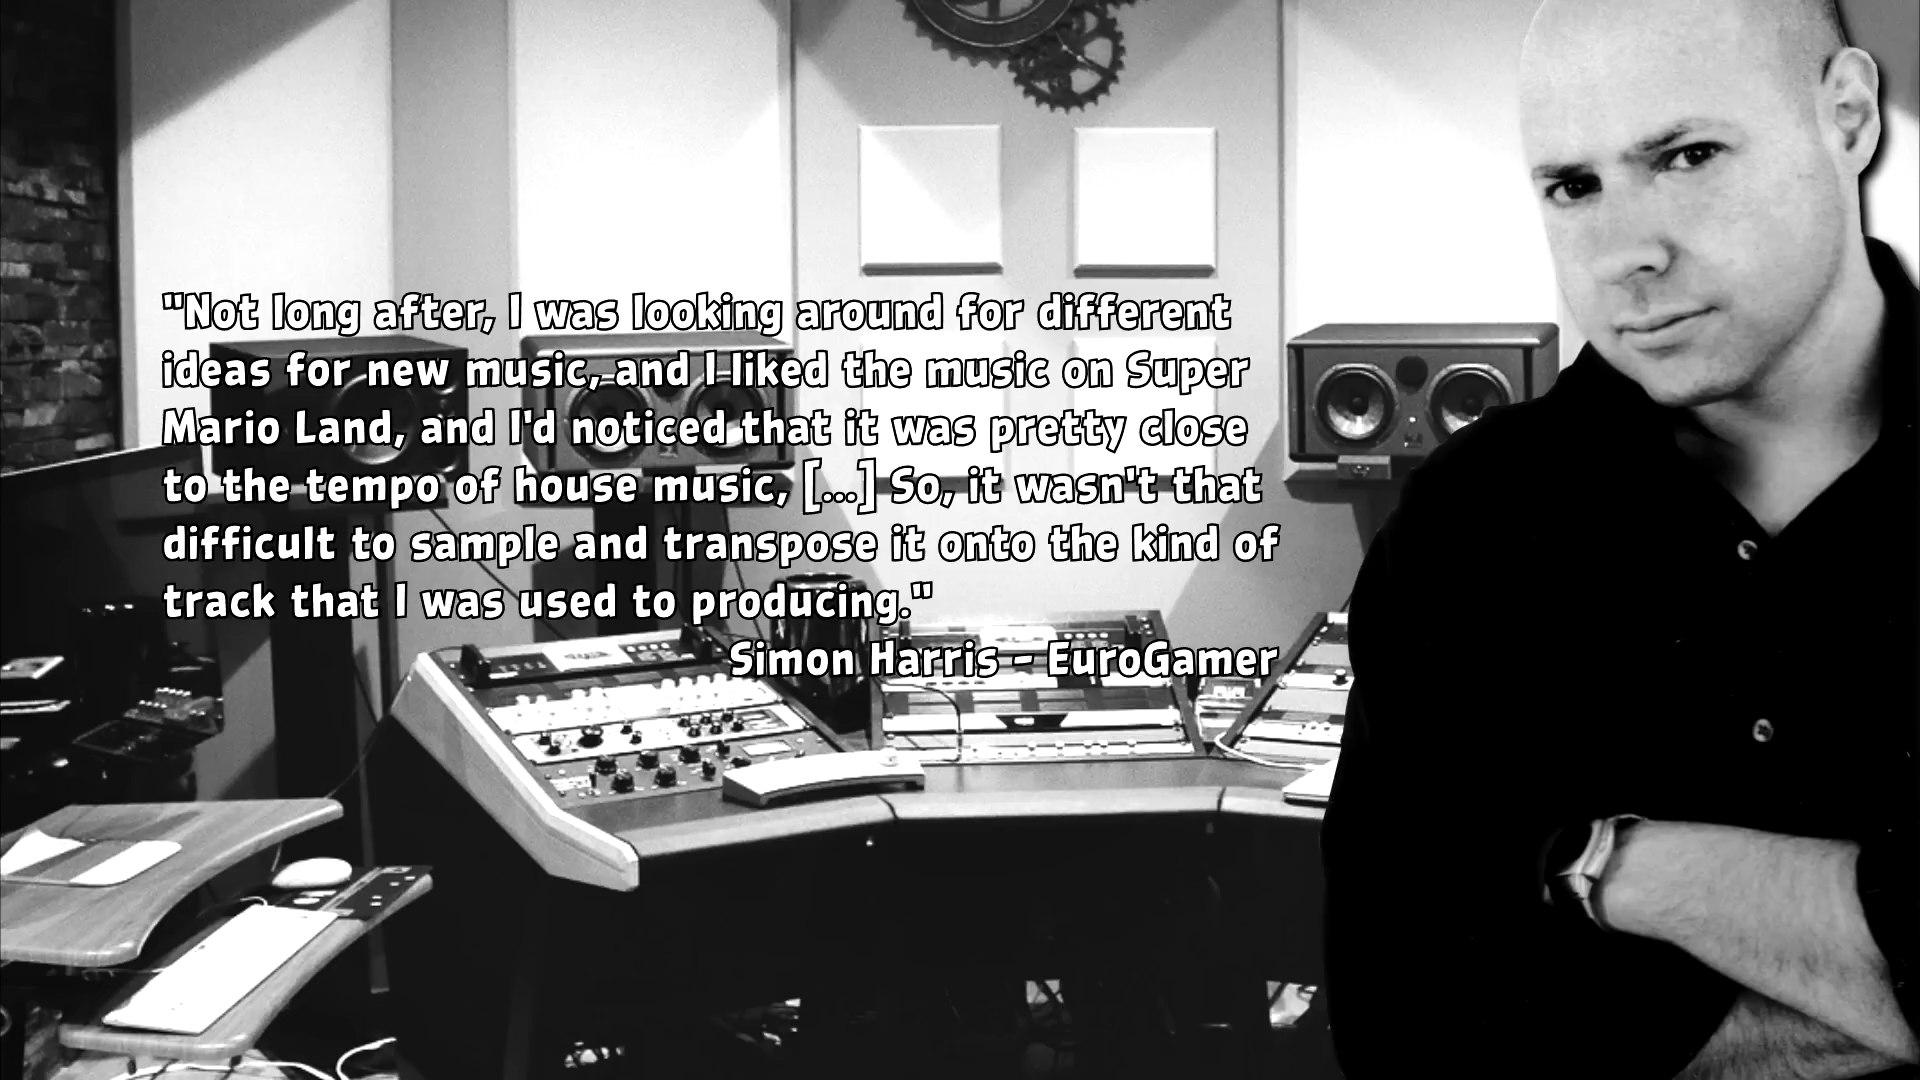 "Not long after, I was looking around for different
ideas for new music, and I liked the music on Super
Mario Land, and I'd noticed that it was pretty close
to the tempo of house music, [...] So, it wasn't that
difficult to sample and transpose it onto the kind of
track that I was used to producing."
Simon Harris - EuroGamer